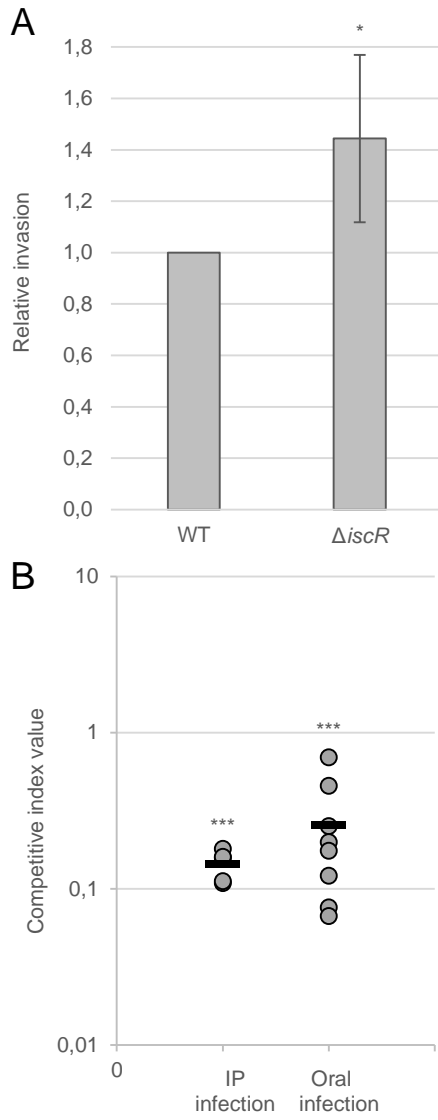 A
Relative invasion
1,8
1,6
1,4
1,2
1,0
0,8
0,6
0,4
0,2
0,0
*
WT
ΔiscR
B
Competitive index value
10
1
0,1
0,01
0
***
***
IP
infection
Oral
infection